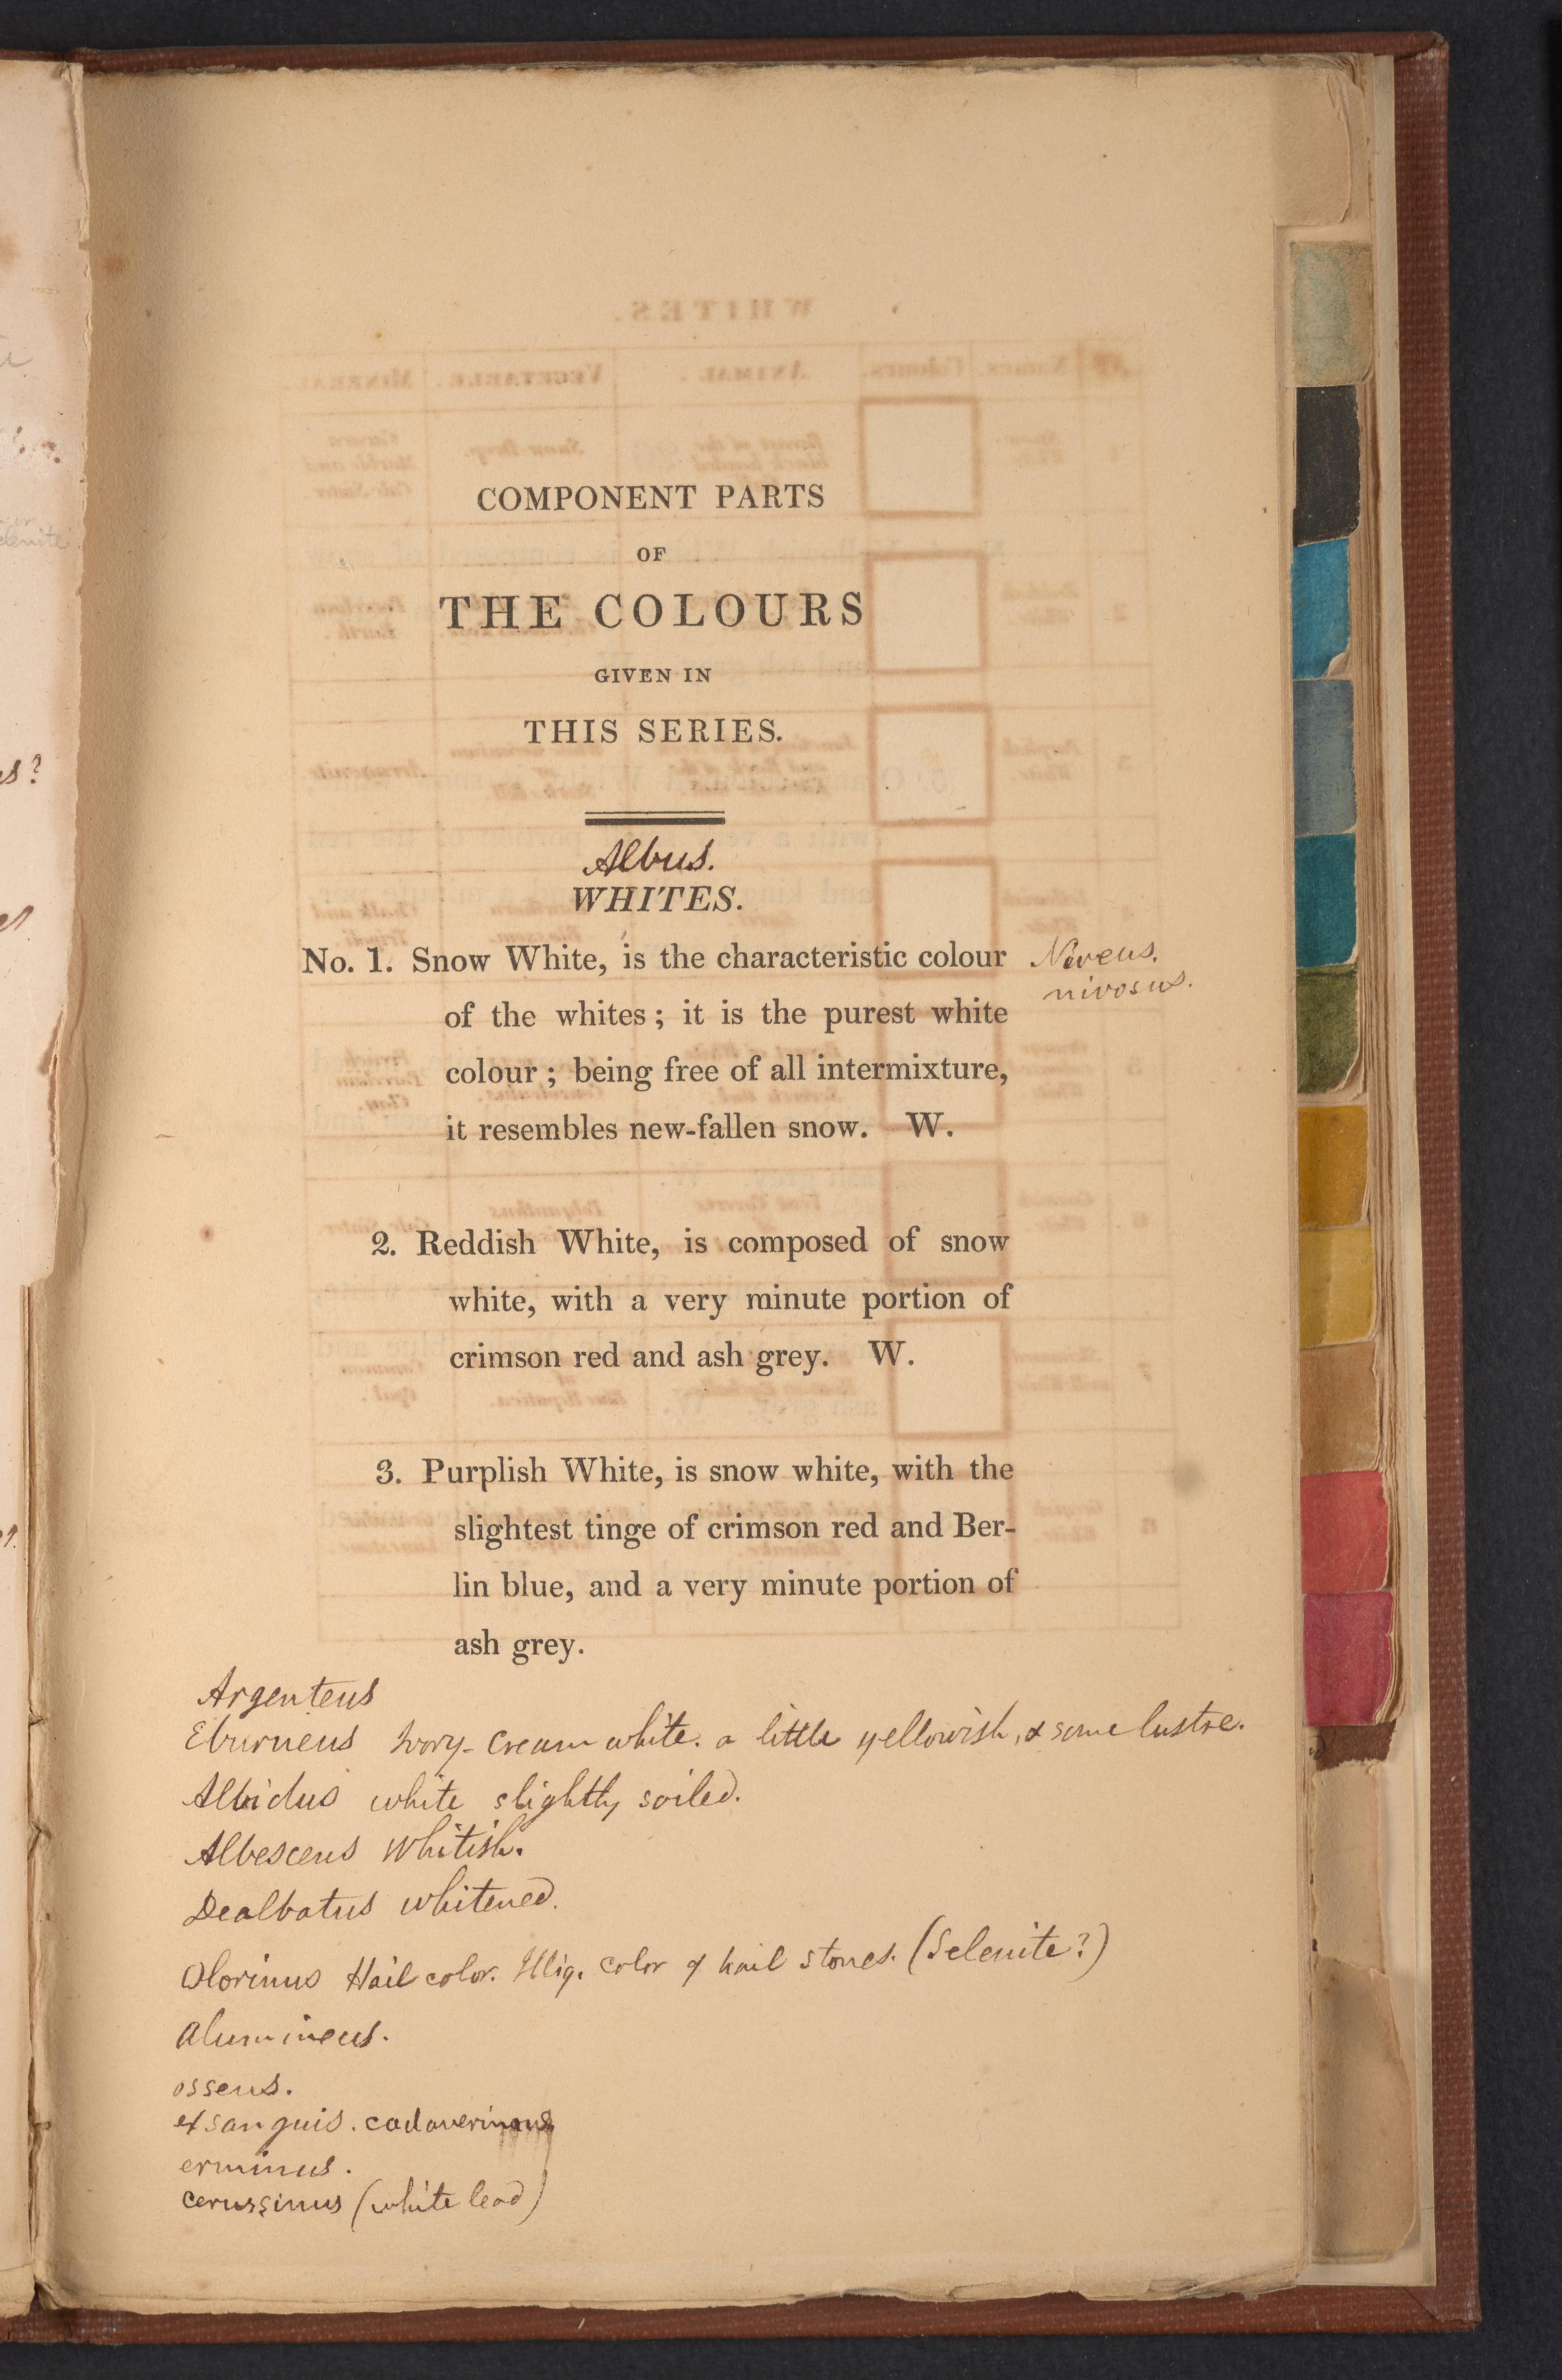 COMPONENT PARTS
OF
THE COLOURS
GIVEN IN
THIS SERIES.
Albus.
WHITES.
No. 1. Snow White, is the characteristic colour
Niveus.
nivosus.
of the whites; it is the purest white
colour; being free of all intermixture,
it resembles new-fallen snow. W.
2. Reddish White, is composed of snow
white, with a very minute portion of
crimson red and ash grey. W.
3. Purplish White, is snow white, with the
slightest tinge of crimson red and Ber-
lin blue, and a very minute portion of
ash grey.
Argenteus
Eburneus Ivory-cream white. a little yellowish, & some lustre.
Albidus white slightly soiled.
Albescens Whitish.
Dealbatus whitened.
Olorinus Hail color. Illig. color of hail stones. (Selenite?)
Alumineus.
osseus.
exsanguis. cadaverinous
erminus.
cerussinus (white lead)